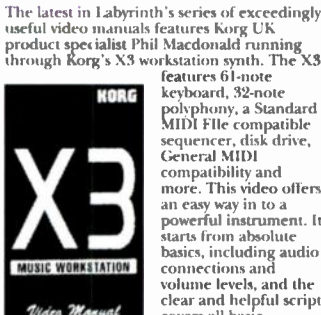 The latest in Labyrinth's series of exceedingly
useful video manuals features Korg UK
product specialist Phil Macdonald running
through Korg's X3 workstation synth. The X3
features 61-note
keyboard, 32-note
polyphony, a Standard
MIDI FIle compatible
sequencer, disk drive,
General MIDI
compatibility and
more. This video offers
an easy way in to a
powerful instrument. It
starts from absolute
basics, including audio
connections and
volume levels, and the
clear and helpful script
KORG
X3
MUSIC WORKSTATION
Video Manual